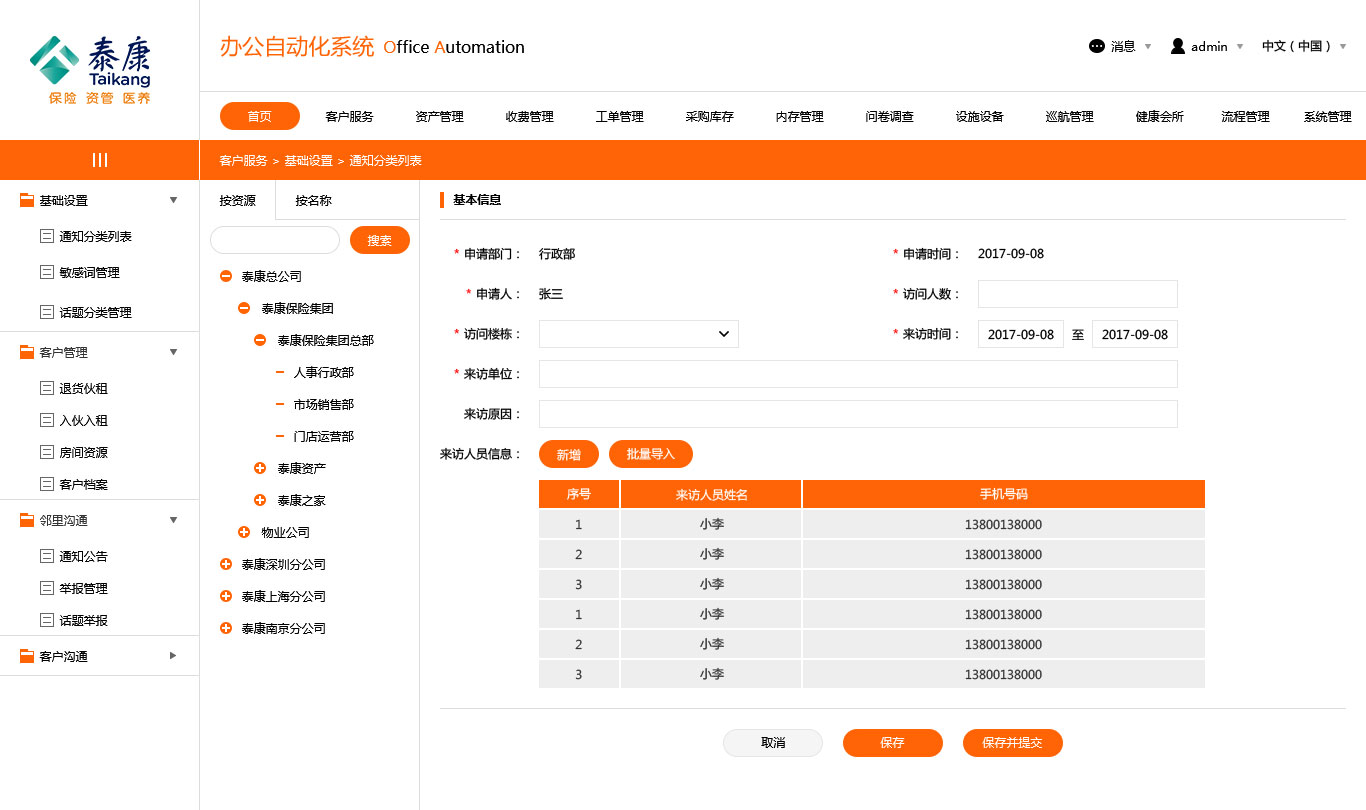 泰康
Taikang
保险 资管 医养
办公自动化系统 Office Automation
消息 admin 中文 ( 中国 )
首页 客户服务 资产管理 收费管理 工单管理 采购库存 内存管理 问卷调查 设施设备 巡航管理 健康会所 流程管理 系统管理
客户服务 > 基础设置 > 通知分类列表
基础设置
通知分类列表
敏感词管理
话题分类管理
客户管理
退货伙租
入伙入租
房间资源
客户档案
邻里沟通
通知公告
举报管理
话题举报
客户沟通
按资源 按名称
搜索
泰康总公司
泰康保险集团
泰康保险集团总部
人事行政部
市场销售部
门店运营部
泰康资产
泰康之家
物业公司
泰康深圳分公司
泰康上海分公司
泰康南京分公司
基本信息
* 申请部门： 行政部 * 申请时间： 2017-09-08
* 申请人： 张三 * 访问人数：
* 访问楼栋： * 来访时间： 2017-09-08 至 2017-09-08
* 来访单位：
来访原因：
来访人员信息： 新增 批量导入
序号 来访人员姓名 手机号码
1 小李 13800138000
2 小李 13800138000
3 小李 13800138000
1 小李 13800138000
2 小李 13800138000
3 小李 13800138000
取消 保存 保存并提交